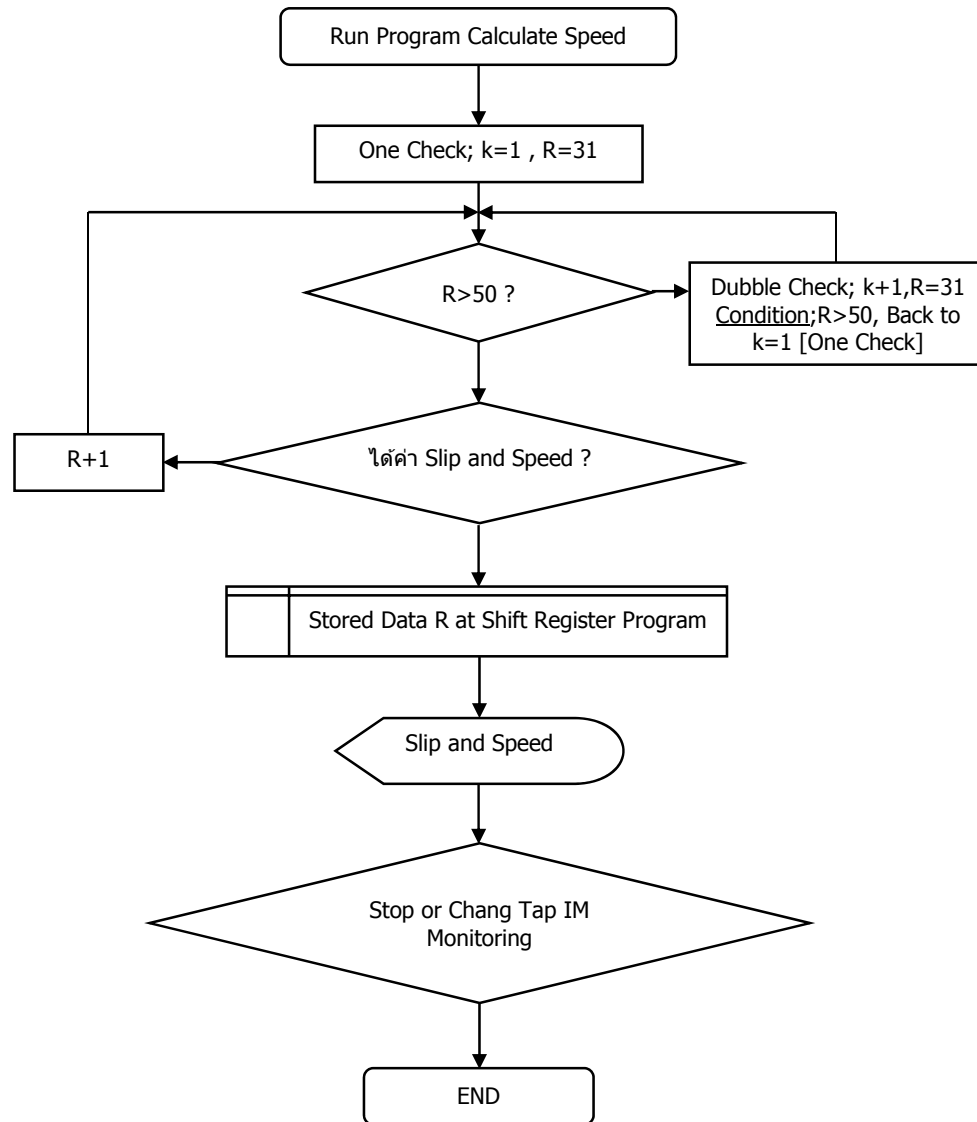 Run Program Calculate Speed
One Check; k=1 , R=31
R>50 ?
Dubble Check; k+1,R=31
Condition;R>50, Back to
k=1 [One Check]
ได้ค่า Slip and Speed ?
R+1
Stored Data R at Shift Register Program
Slip and Speed
Stop or Chang Tap IM
Monitoring
END